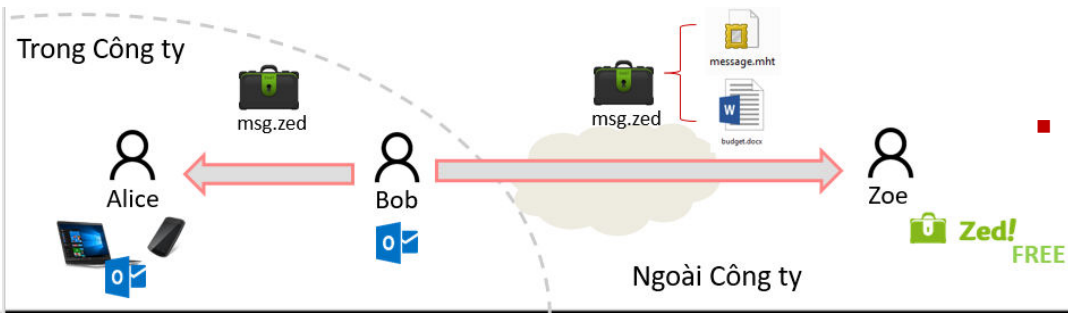 Trong Công ty
msg.zed
Alice
Bob
msg.zed
message.mht
W
budget.docx
Zoe
Zed!
FREE
Ngoài Công ty